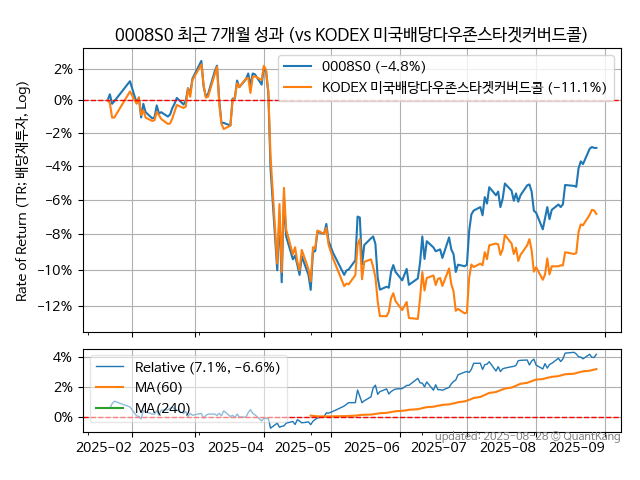 0008S0 최근 7개월 성과 (vs KODEX 미국배당다우존스타겟커버드콜)
Rate of Return (TR; 배당재투자, Log)
2%
0%
−2%
−4%
−6%
−8%
−10%
−12%
0008S0 (−4.8%)
KODEX 미국배당다우존스타겟커버드콜 (−11.1%)
4%
2%
0%
Relative (7.1%, −6.6%)
MA(60)
MA(240)
2025−02 2025−03 2025−04 2025−05 2025−06 2025−07 2025−08 2025−09
updated: 2025-08-28 © QuantKang